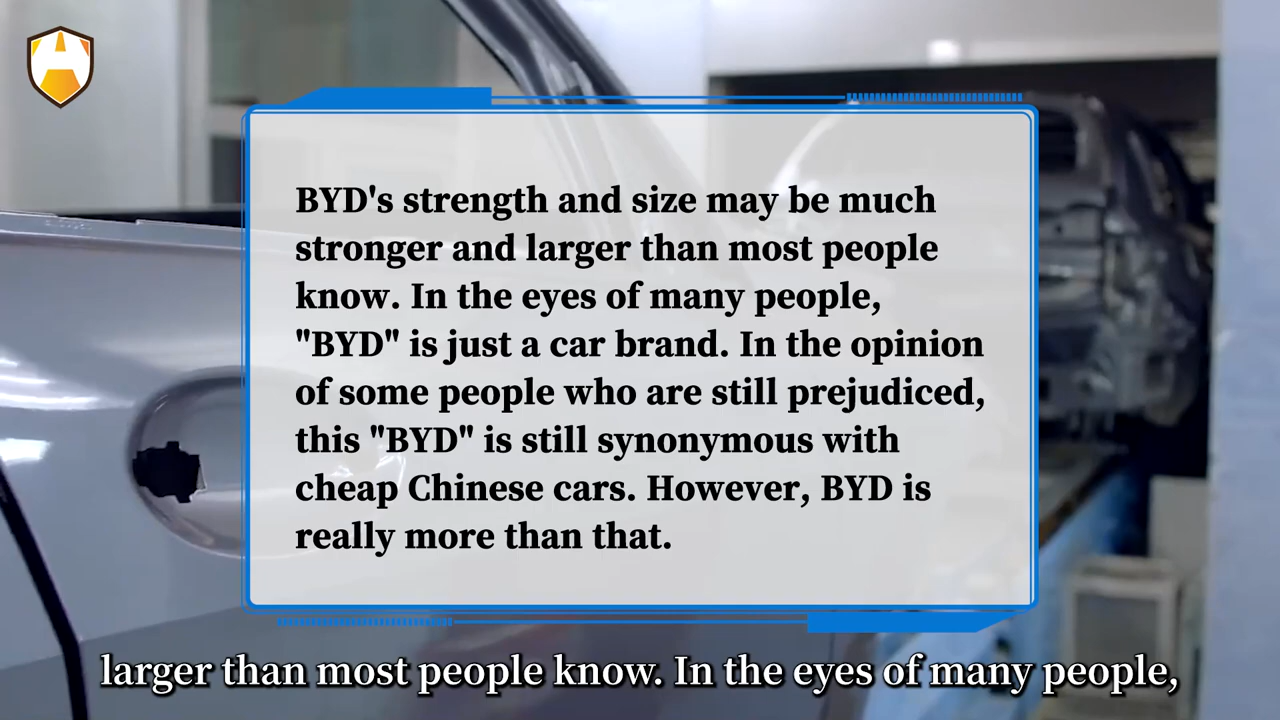 BYD's strength and size may be much
stronger and larger than most people
know. In the eyes of many people,
"BYD" is just a car brand. In the opinion
of some people who are still prejudiced,
this "BYD" is still synonymous with
cheap Chinese cars. However, BYD is
really more than that.
larger than most people know. In the eyes of many people,